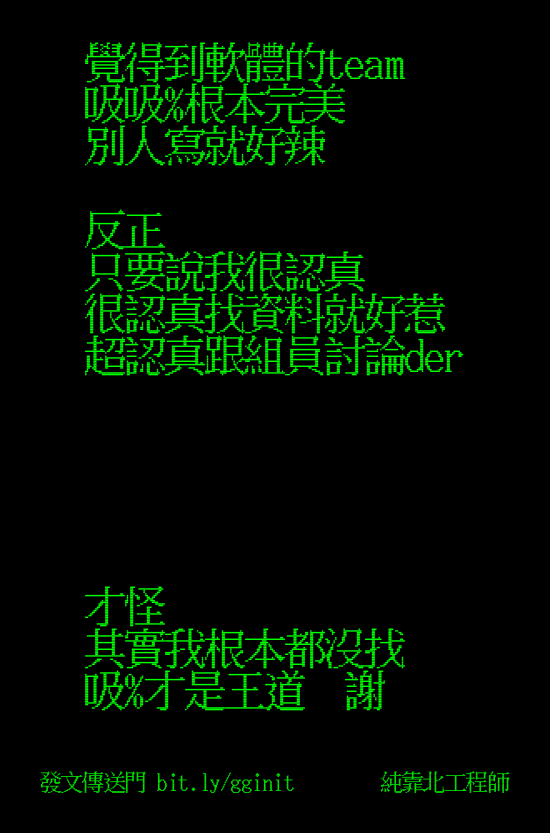 覺得到軟體的team
吸吸%根本完美
別人寫就好辣
反正
只要說我很認真
很認真找資料就好惹
超認真跟組員討論der
才怪
其實我根本都沒找
吸%才是王道　謝
發文傳送門 bit.ly/gginit
純靠北工程師